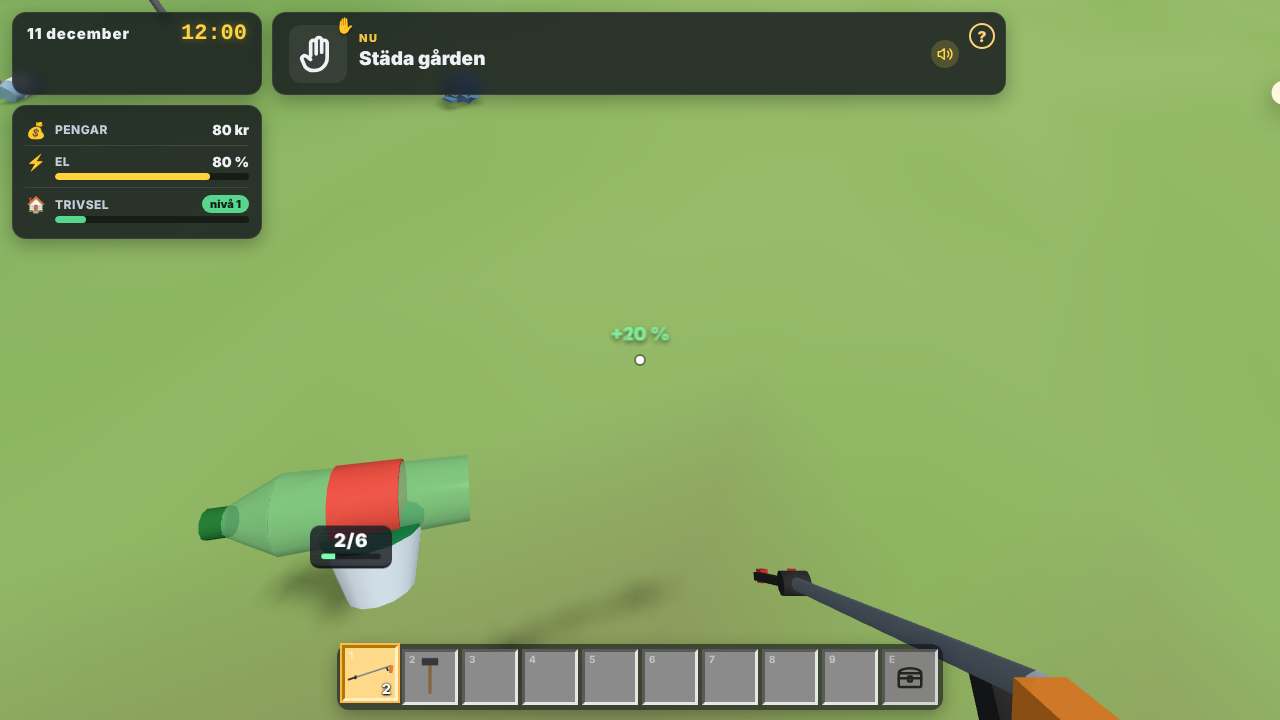 11 december
12:00
NU
Städa gården
?
PENGAR
80 kr
EL
80 %
TRIVSEL
nivå 1
+20 %
2/6
2
2
3
4
5
6
7
8
9
E